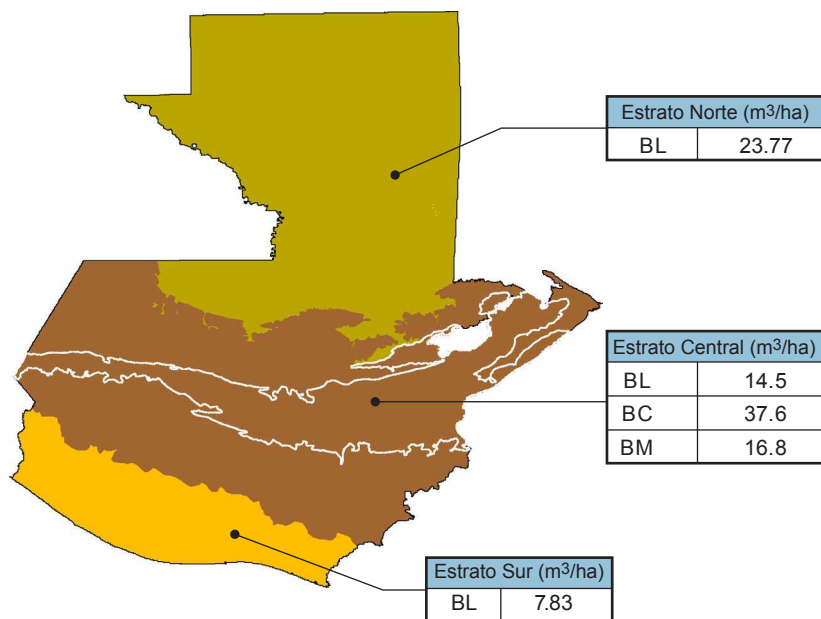 Estrato Norte (m³/ha)
BL 23.77
Estrato Central (m³/ha)
BL 14.5
BC 37.6
BM 16.8
Estrato Sur (m³/ha)
BL 7.83